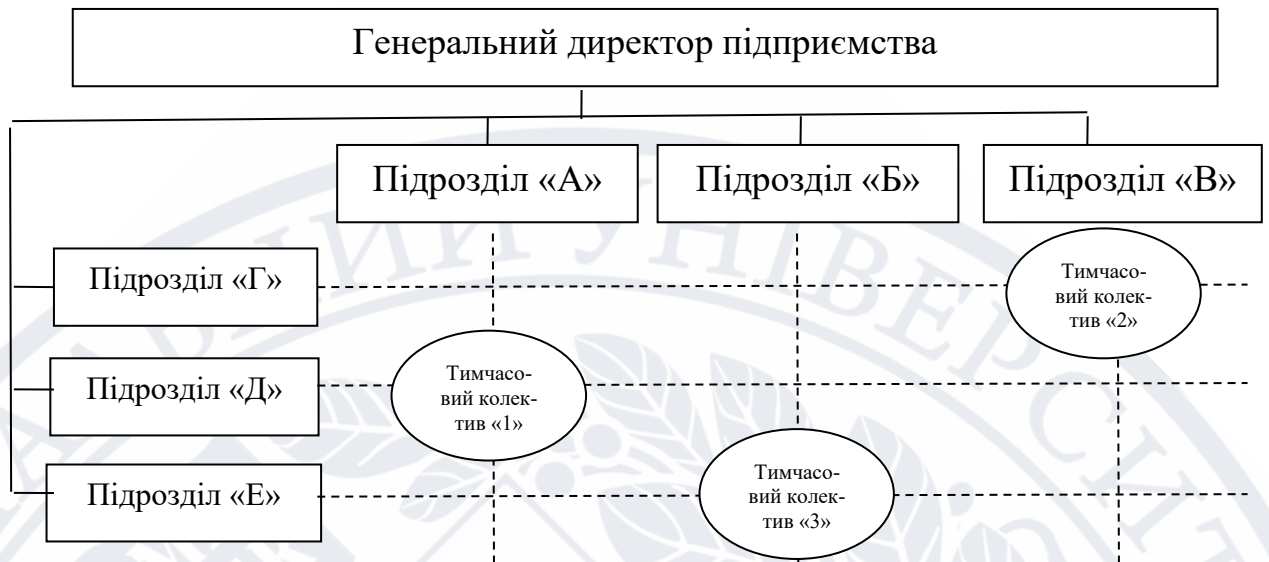 Генеральний директор підприємства
Підрозділ «А»
Підрозділ «Б»
Підрозділ «В»
Підрозділ «Г»
Тимчасо-
вий колек-
тив «2»
Підрозділ «Д»
Тимчасо-
вий колек-
тив «1»
Підрозділ «Е»
Тимчасо-
вий колек-
тив «3»